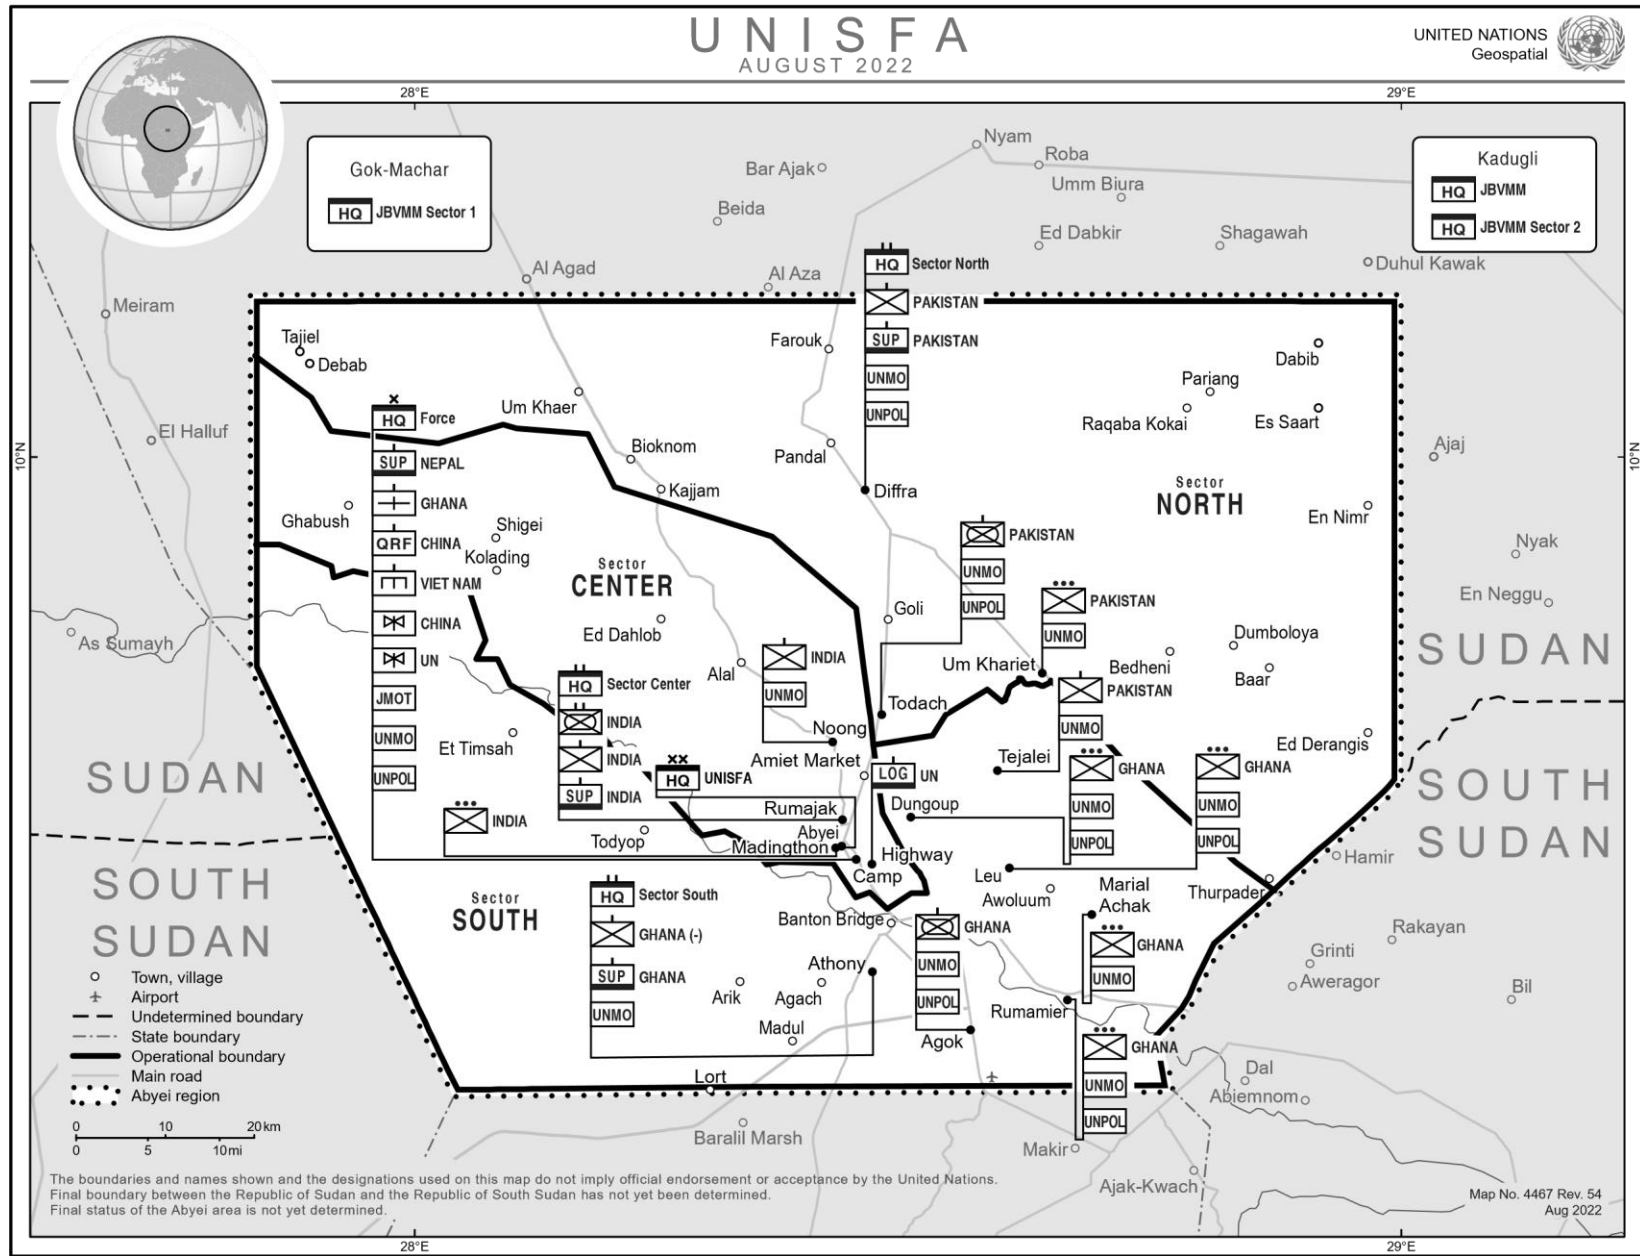 UNISFA
AUGUST 2022
UNITED NATIONS
Geospatial
28°E
29°E
Gok-Machar
HQ JBVMM Sector 1
Kadugli
HQ JBVMM
HQ JBVMM Sector 2
Nyam
Roba
Bar Ajak
Umm Biura
Beida
Ed Dabkir
Shagawah
Duhul Kawak
Al Agad
Al Aza
Meiram
HQ Sector North
PAKISTAN
SUP PAKISTAN
UNMO
UNPOL
Tajiel
Debab
Farouk
Dabib
Pariang
Um Khaer
Raqaba Kokai
Es Saart
HQ Force
SUP NEPAL
GHANA
QRF CHINA
VIET NAM
CHINA
UN
JMOT
UNMO
UNPOL
El Halluf
Bioknom
Pandal
Ajaj
10°N
10°N
Kajjam
Diffra
Sector
NORTH
Ghabush
Shigei
Kolading
En Nimr
Nyak
PAKISTAN
UNMO
UNPOL
Sector
CENTER
PAKISTAN
UNMO
En Neggu
Goli
As Sumayh
Ed Dahlob
Dumboloya
SUDAN
INDIA
UNMO
Um Khariet
Bedheni
Baar
Alal
HQ Sector Center
INDIA
INDIA
SUP INDIA
PAKISTAN
UNMO
Todach
Noong
Et Timsah
Ed Derangis
Amiet Market
Tejalei
SUDAN
HQ UNISFA
LOG UN
GHANA
UNMO
UNPOL
GHANA
UNMO
UNPOL
SOUTH
SUDAN
INDIA
Rumajak
Dungoup
Todyop
Abyei
Madingthon
Highway
Camp
Hamir
Leu
Awoluum
Marial
Achak
Thurpader
SOUTH
SUDAN
Sector
SOUTH
HQ Sector South
GHANA (-)
SUP GHANA
UNMO
Banton Bridge
GHANA
UNMO
UNPOL
GHANA
UNMO
Rakayan
Grinti
Aweragor
Bil
Athony
Arik
Agach
Rumamier
Madul
Agok
GHANA
UNMO
UNPOL
Lort
Dal
Abiemnom
Baralil Marsh
Makir
Ajak-Kwach
Town, village
Airport
Undetermined boundary
State boundary
Operational boundary
Main road
Abyei region
0 10 20 km
0 5 10 mi
The boundaries and names shown and the designations used on this map do not imply official endorsement or acceptance by the United Nations.
Final boundary between the Republic of Sudan and the Republic of South Sudan has not yet been determined.
Final status of the Abyei area is not yet determined.
Map No. 4467 Rev. 54
Aug 2022
28°E
29°E